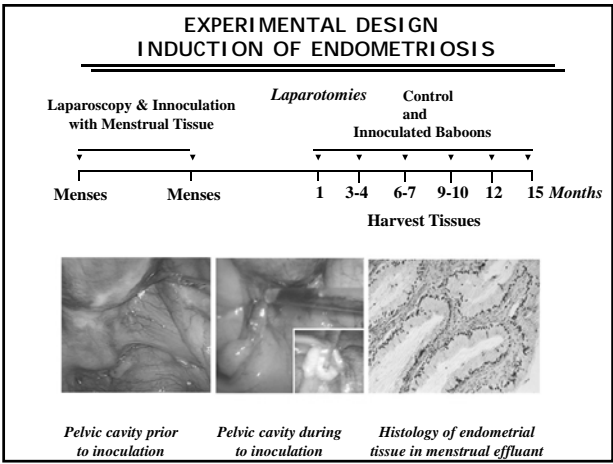 EXPERIMENTAL DESIGN
INDUCTION OF ENDOMETRIOSIS
Laparoscopy & Innoculation
with Menstrual Tissue
Laparotomies
Control
and
Innoculated Baboons
Menses
Menses
1 3-4 6-7 9-10 12 15 Months
Harvest Tissues
Pelvic cavity prior
to inoculation
Pelvic cavity during
to inoculation
Histology of endometrial
tissue in menstrual effluent